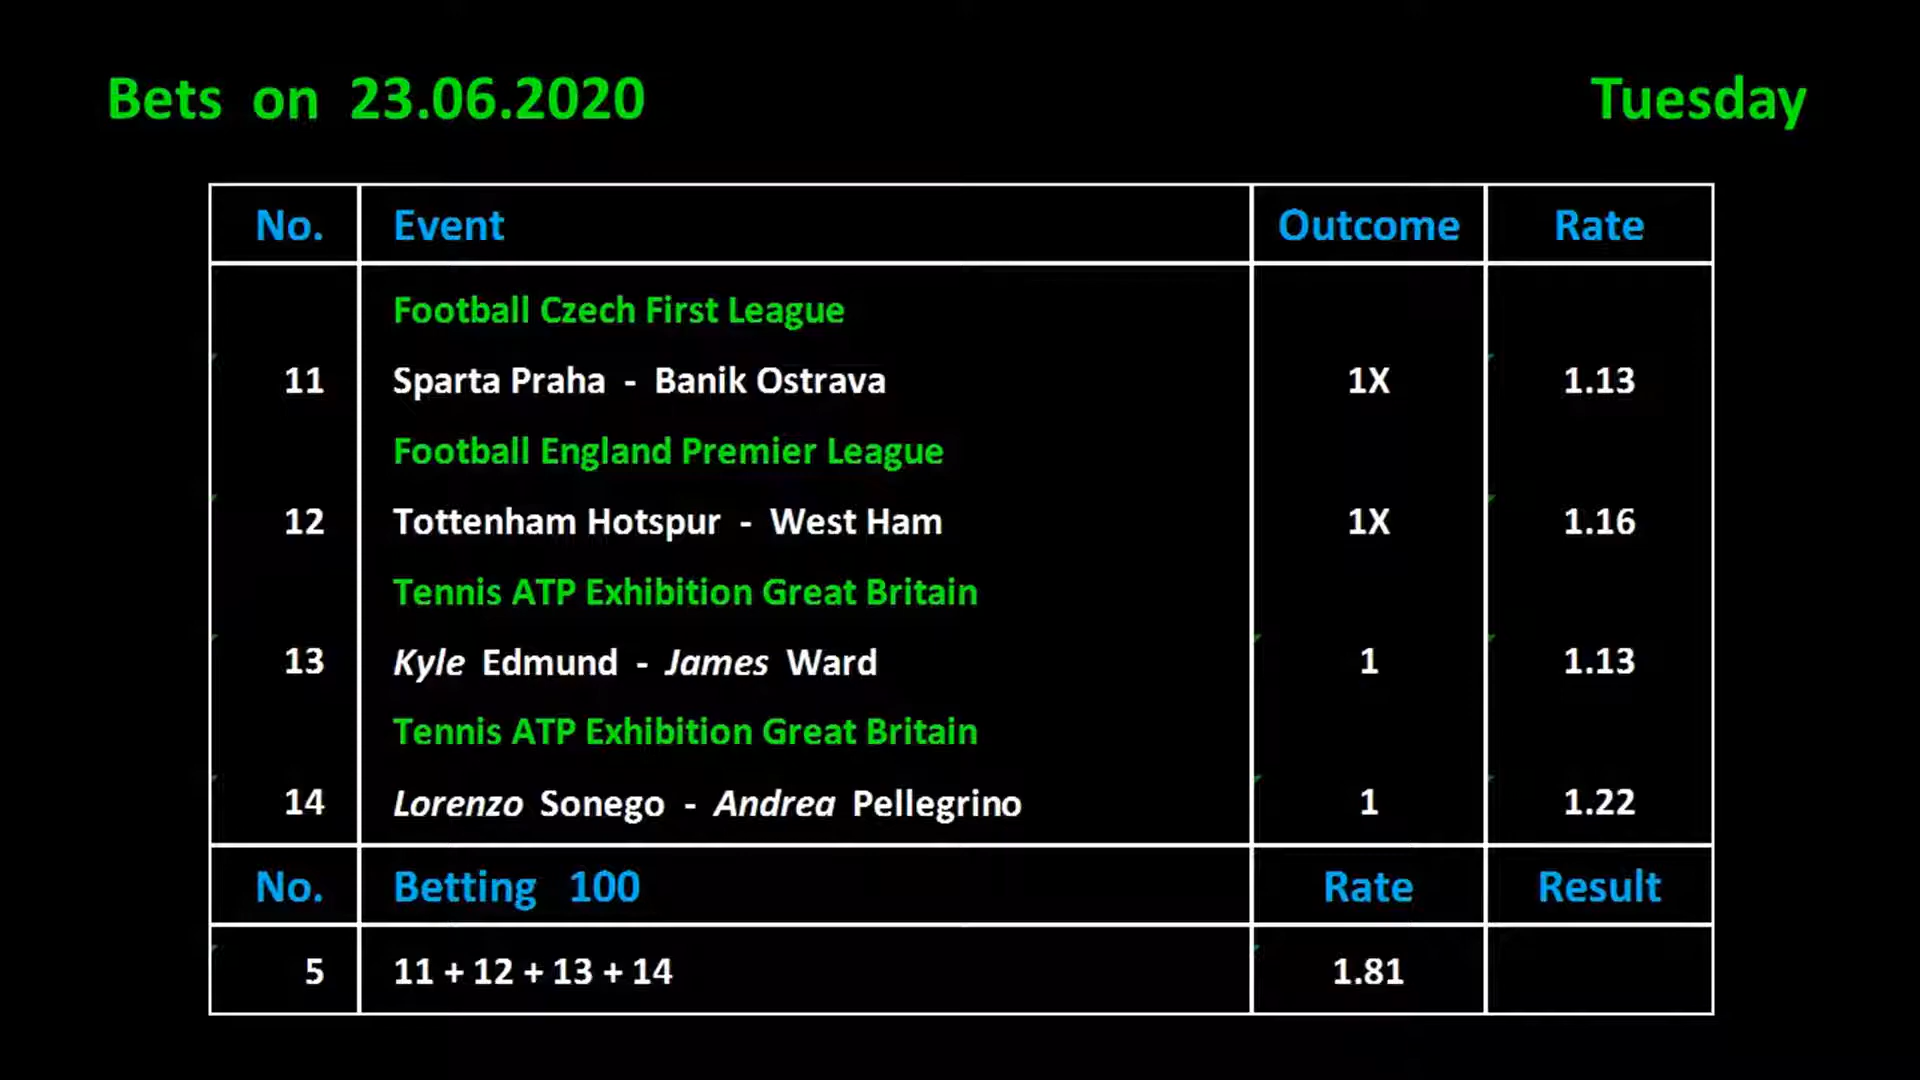 Bets on 23.06.2020 Tuesday
No. Event Outcome Rate
Football Czech First League
11 Sparta Praha - Banik Ostrava 1X 1.13
Football England Premier League
12 Tottenham Hotspur - West Ham 1X 1.16
Tennis ATP Exhibition Great Britain
13 Kyle Edmund - James Ward 1 1.13
Tennis ATP Exhibition Great Britain
14 Lorenzo Sonego - Andrea Pellegrino 1 1.22
No. Betting 100 Rate Result
5 11 + 12 + 13 + 14 1.81